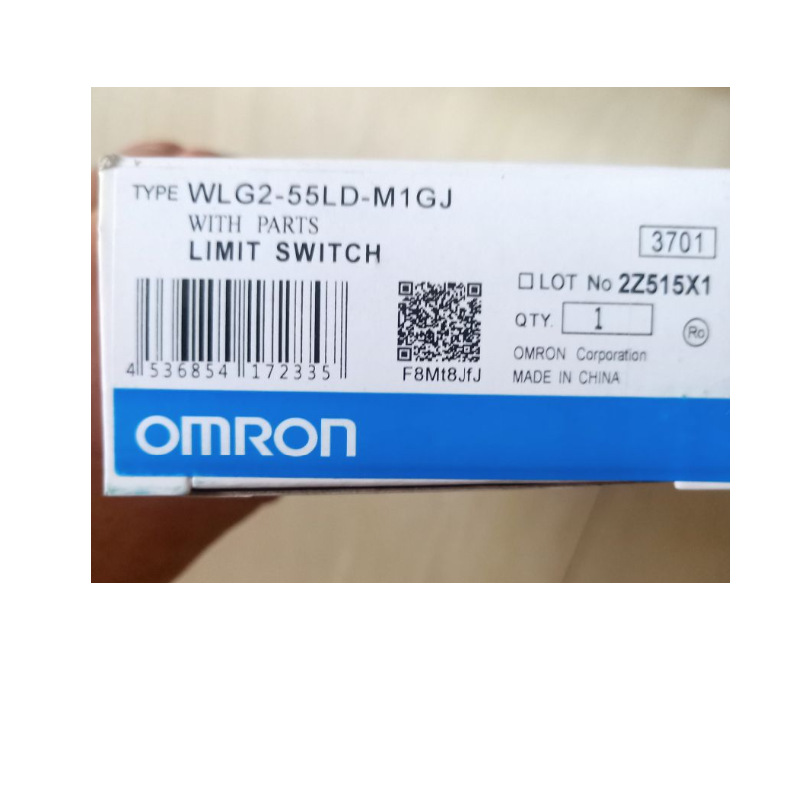 TYPE WLG2-55LD-M1GJ
WITH PARTS
LIMIT SWITCH
3701
LOT No 2Z515X1
QTY. 1
Ro
OMRON Corporation
MADE IN CHINA
4 536854 172335
F8Mt8JfJ
OMRON